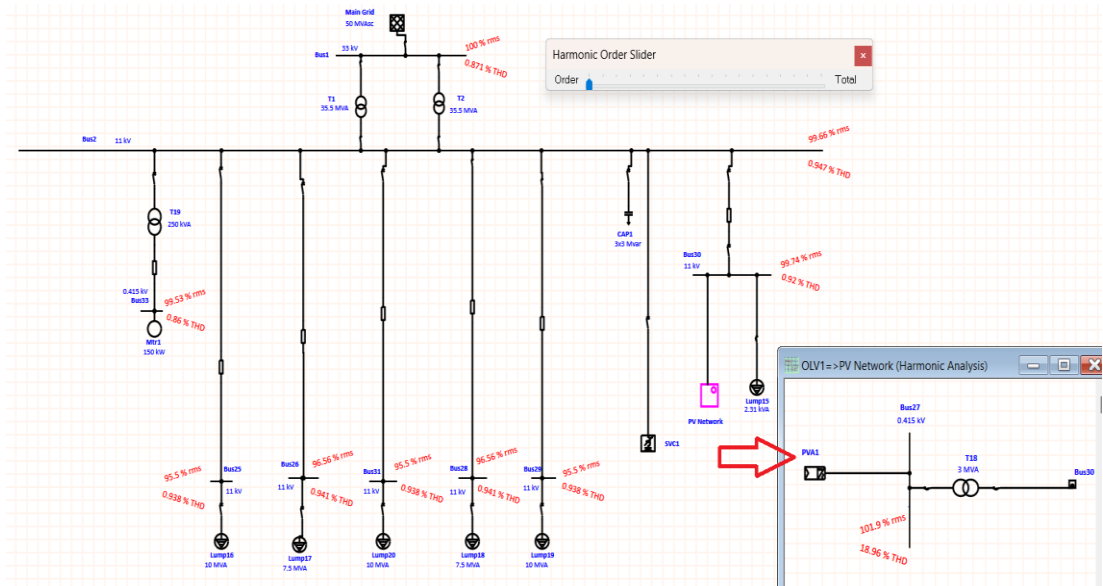 Main Grid
50 MVAsc
33 kV
Bus1
100 % rms
0.871 % THD
Harmonic Order Slider
Order
Total
T1
35.5 MVA
T2
35.5 MVA
Bus2
11 kV
99.66 % rms
0.947 % THD
T19
250 kVA
CAP1
3x3 Mvar
Bus30
11 kV
99.74 % rms
0.92 % THD
0.415 kV
Bus33
99.53 % rms
0.86 % THD
Mtr1
150 kW
OLV1=>PV Network (Harmonic Analysis)
PV Network
Lump15
2.31 kVA
SVC1
Bus27
0.415 kV
PVA1
T18
3 MVA
Bus30
101.9 % rms
18.96 % THD
95.5 % rms
Bus25
11 kV
0.938 % THD
Bus26
96.56 % rms
11 kV
0.941 % THD
Bus31
95.5 % rms
11 kV
0.938 % THD
Bus28
96.56 % rms
11 kV
0.941 % THD
Bus29
95.5 % rms
11 kV
0.938 % THD
Lump16
10 MVA
Lump17
7.5 MVA
Lump20
10 MVA
Lump18
7.5 MVA
Lump19
10 MVA